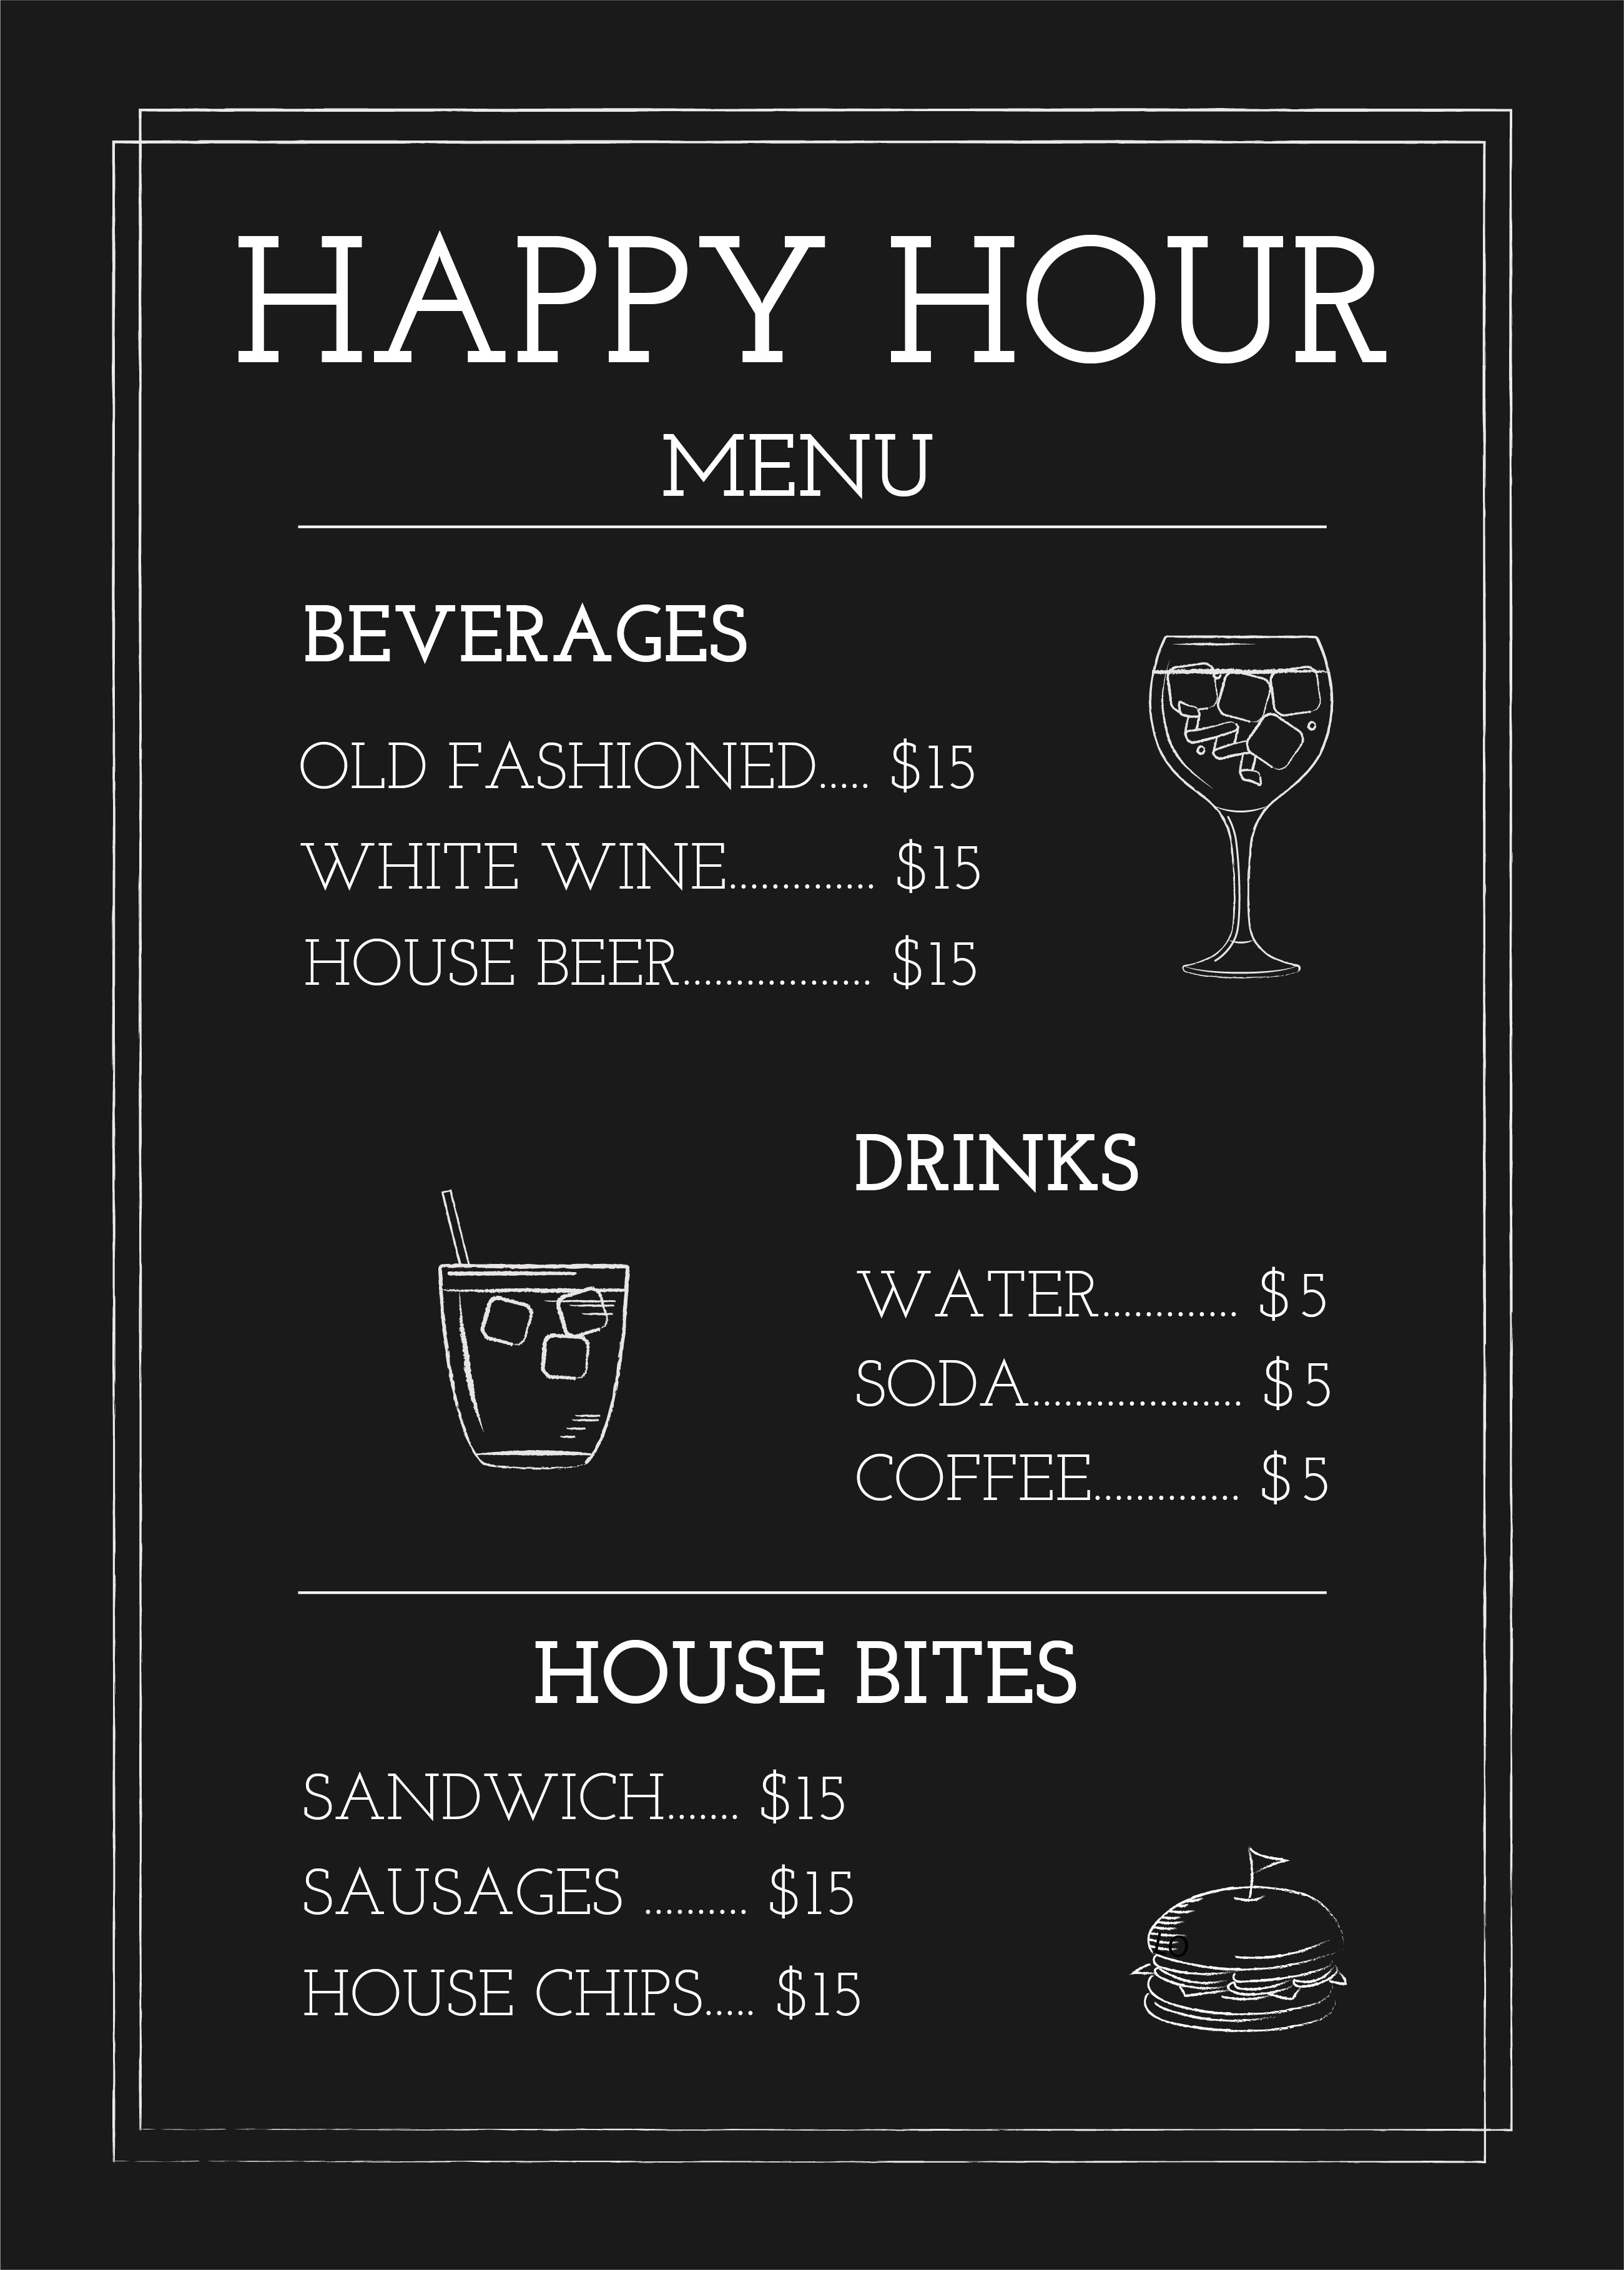 HAPPY HOUR
MENU
BEVERAGES
OLD FASHIONED..... $15
WHITE WINE.............. $15
HOUSE BEER.................. $15
DRINKS
WATER............. $5
SODA.................... $5
COFFEE.............. $5
HOUSE BITES
SANDWICH....... $15
SAUSAGES .......... $15
HOUSE CHIPS..... $15